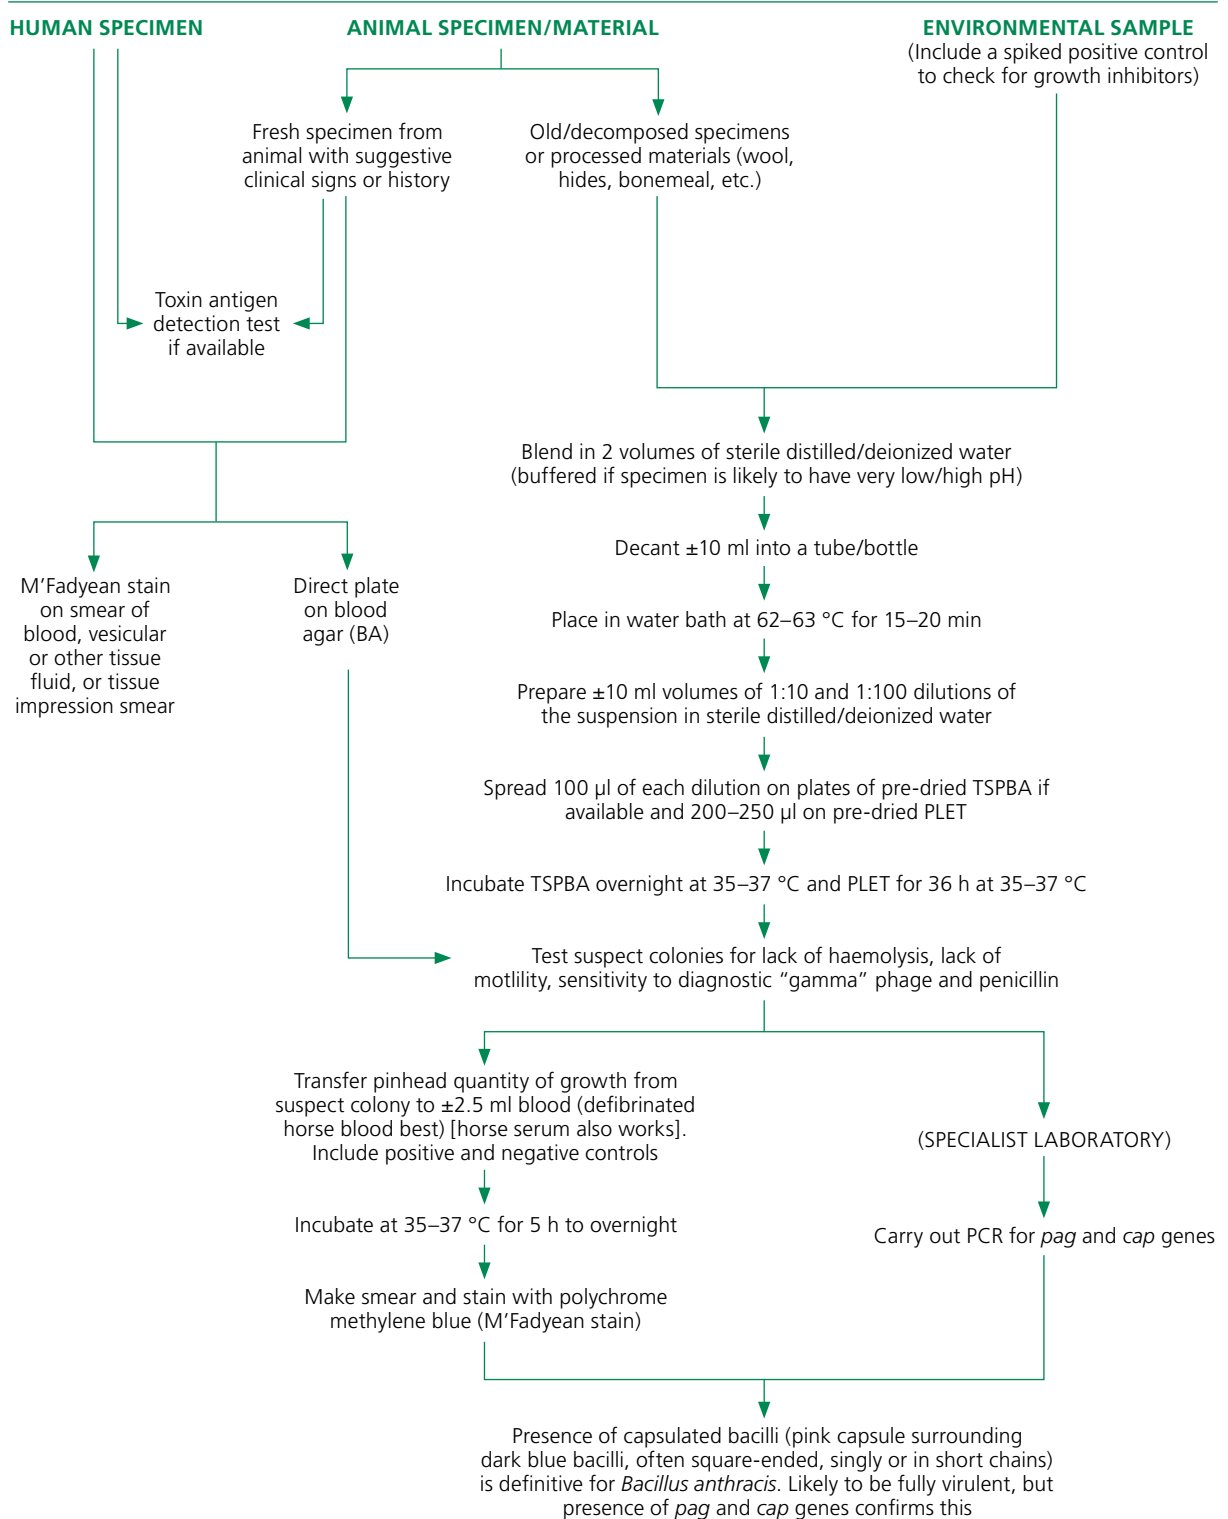 HUMAN SPECIMEN
ANIMAL SPECIMEN/MATERIAL
ENVIRONMENTAL SAMPLE
(Include a spiked positive control
to check for growth inhibitors)
Fresh specimen from
animal with suggestive
clinical signs or history
Old/decomposed specimens
or processed materials (wool,
hides, bonemeal, etc.)
Toxin antigen
detection test
if available
Blend in 2 volumes of sterile distilled/deionized water
(buffered if specimen is likely to have very low/high pH)
Decant ±10 ml into a tube/bottle
M’Fadyean stain
on smear of
blood, vesicular
or other tissue
fluid, or tissue
impression smear
Direct plate
on blood
agar (BA)
Place in water bath at 62–63 °C for 15–20 min
Prepare ±10 ml volumes of 1:10 and 1:100 dilutions of
the suspension in sterile distilled/deionized water
Spread 100 µl of each dilution on plates of pre-dried TSPBA if
available and 200–250 µl on pre-dried PLET
Incubate TSPBA overnight at 35–37 °C and PLET for 36 h at 35–37 °C
Test suspect colonies for lack of haemolysis, lack of
motlility, sensitivity to diagnostic “gamma” phage and penicillin
Transfer pinhead quantity of growth from
suspect colony to ±2.5 ml blood (defibrinated
horse blood best) [horse serum also works].
Include positive and negative controls
(SPECIALIST LABORATORY)
Incubate at 35–37 °C for 5 h to overnight
Carry out PCR for pag and cap genes
Make smear and stain with polychrome
methylene blue (M’Fadyean stain)
Presence of capsulated bacilli (pink capsule surrounding
dark blue bacilli, often square-ended, singly or in short chains)
is definitive for Bacillus anthracis. Likely to be fully virulent, but
presence of pag and cap genes confirms this